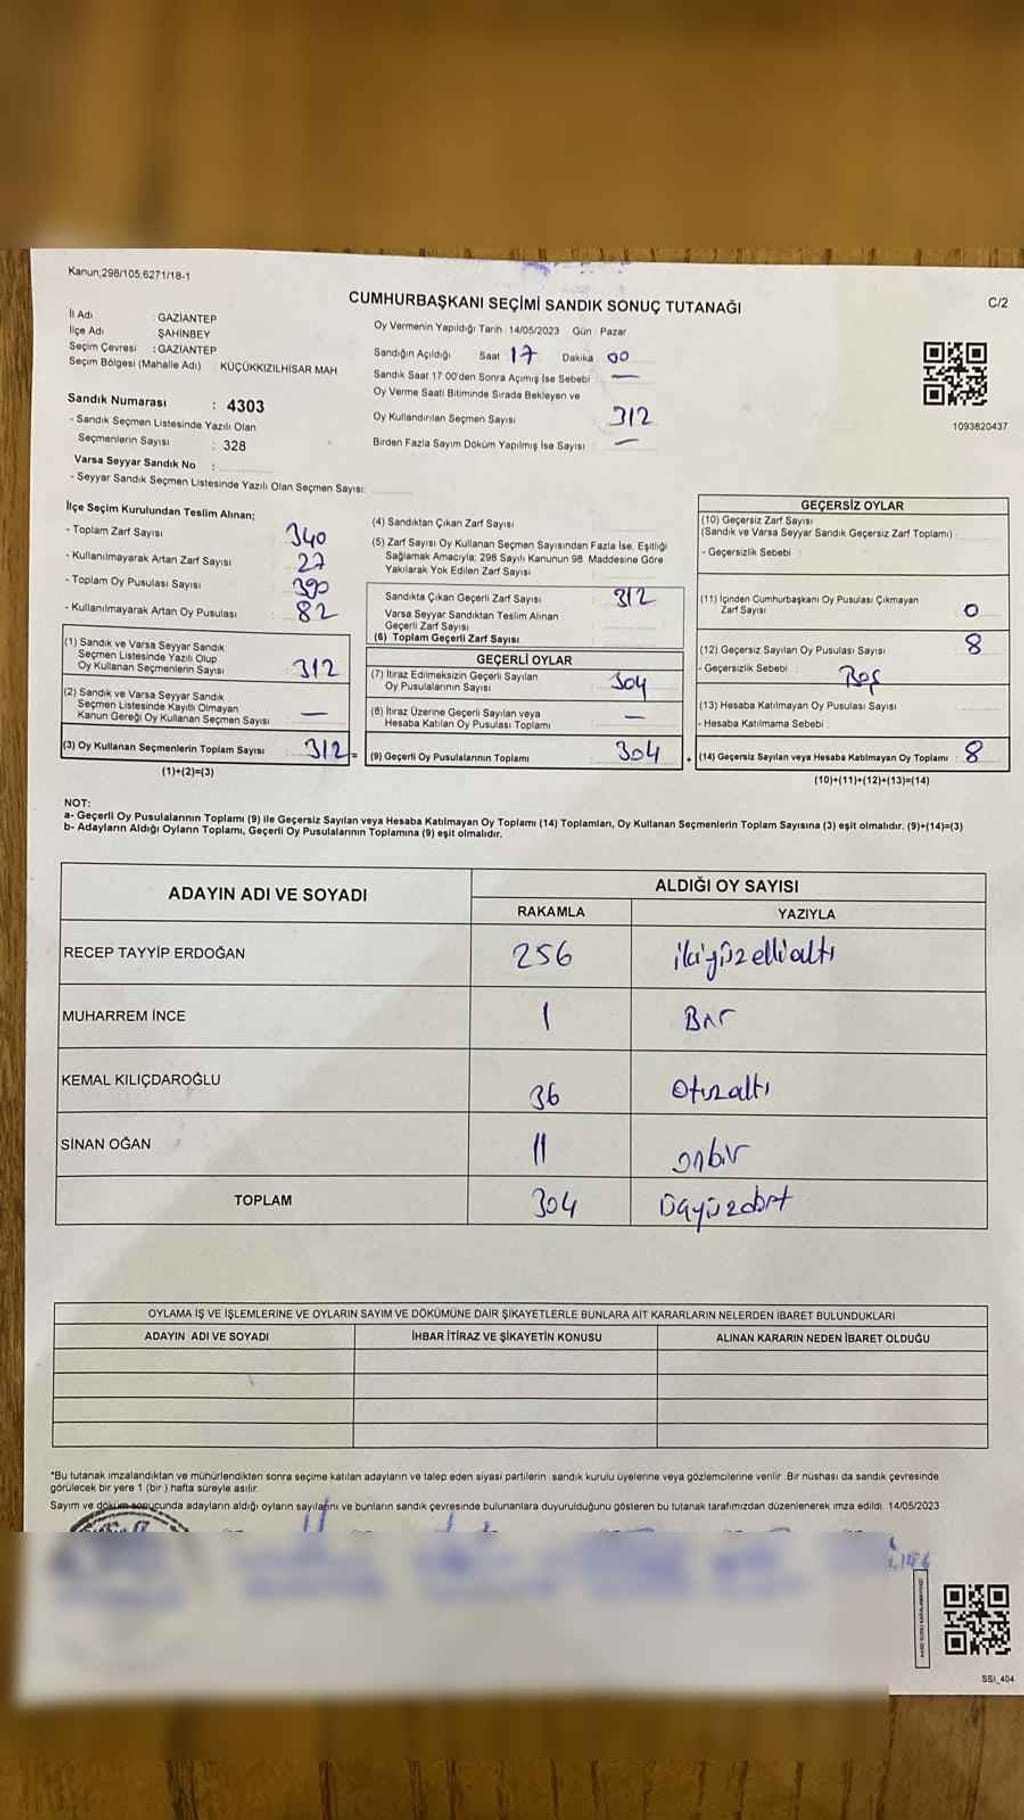 Kanun;298/105,6271/18-1
CUMHURBAŞKANI SEÇİMİ SANDIK SONUÇ TUTANAĞI
C/2
İl Adı : GAZİANTEP
İlçe Adı : ŞAHİNBEY
Seçim Çevresi : GAZİANTEP
Seçim Bölgesi (Mahalle Adı) KÜÇÜKKIZILHİSAR MAH
Sandık Numarası : 4303
- Sandık Seçmen Listesinde Yazılı Olan
Seçmenlerin Sayısı : 328
Varsa Seyyar Sandık No :
- Seyyar Sandık Seçmen Listesinde Yazılı Olan Seçmen Sayısı:
Oy Vermenin Yapıldığı Tarih : 14/05/2023 Gün : Pazar
Sandığın Açıldığı Saat 17 Dakika 00
Sandık Saat 17:00'den Sonra Açımış İse Sebebi —
Oy Verme Saati Bitiminde Sırada Bekleyen ve
Oy Kullandırılan Seçmen Sayısı 312
Birden Fazla Sayım Döküm Yapılmış İse Sayısı —
1093620437
İlçe Seçim Kurulundan Teslim Alınan;
- Toplam Zarf Sayısı 340
- Kullanılmayarak Artan Zarf Sayısı 27
- Toplam Oy Pusulası Sayısı 390
- Kullanılmayarak Artan Oy Pusulası 82
(1) Sandık ve Varsa Seyyar Sandık
Seçmen Listesinde Yazılı Olup
Oy Kullanan Seçmenlerin Sayısı 312
(2) Sandık ve Varsa Seyyar Sandık
Seçmen Listesinde Kayıtlı Olmayan
Kanun Gereği Oy Kullanan Seçmen Sayısı —
(3) Oy Kullanan Seçmenlerin Toplam Sayısı 312 =
(1)+(2)=(3)
(4) Sandıktan Çıkan Zarf Sayısı
(5) Zarf Sayısı Oy Kullanan Seçmen Sayısından Fazla İse, Eşitliği
Sağlamak Amacıyla; 298 Sayılı Kanunun 98. Maddesine Göre
Yakılarak Yok Edilen Zarf Sayısı
Sandıkta Çıkan Geçerli Zarf Sayısı 312
Varsa Seyyar Sandıktan Teslim Alınan
Geçerli Zarf Sayısı
(6) Toplam Geçerli Zarf Sayısı
GEÇERLİ OYLAR
(7) İtiraz Edilmeksizin Geçerli Sayılan
Oy Pusulalarının Sayısı 304
(8) İtiraz Üzerine Geçerli Sayılan veya
Hesaba Katılan Oy Pusulası Toplamı —
(9) Geçerli Oy Pusulalarının Toplamı 304
GEÇERSİZ OYLAR
(10) Geçersiz Zarf Sayısı
(Sandık ve Varsa Seyyar Sandık Geçersiz Zarf Toplamı)
- Geçersizlik Sebebi
(11) İçinden Cumhurbaşkanı Oy Pusulası Çıkmayan
Zarf Sayısı 0
(12) Geçersiz Sayılan Oy Pusulası Sayısı 8
- Geçersizlik Sebebi Boş
(13) Hesaba Katılmayan Oy Pusulası Sayısı
- Hesaba Katılmama Sebebi
+ (14) Geçersiz Sayılan veya Hesaba Katılmayan Oy Toplamı 8
(10)+(11)+(12)+(13)=(14)
NOT:
a- Geçerli Oy Pusulalarının Toplamı (9) ile Geçersiz Sayılan veya Hesaba Katılmayan Oy Toplamı (14) Toplamları, Oy Kullanan Seçmenlerin Toplam Sayısına (3) eşit olmalıdır. (9)+(14)=(3)
b- Adayların Aldığı Oyların Toplamı, Geçerli Oy Pusulalarının Toplamına (9) eşit olmalıdır.
ADAYIN ADI VE SOYADI ALDIĞI OY SAYISI
RAKAMLA YAZIYLA
RECEP TAYYİP ERDOĞAN 256 ikiyüzelli altı
MUHARREM İNCE 1 Bir
KEMAL KILIÇDAROĞLU 36 Otuzaltı
SİNAN OĞAN 11 onbir
TOPLAM 304 Üçyüzdört
OYLAMA İŞ VE İŞLEMLERİNE VE OYLARIN SAYIM VE DÖKÜMÜNE DAİR ŞİKAYETLERLE BUNLARA AİT KARARLARIN NELERDEN İBARET BULUNDUKLARI
ADAYIN ADI VE SOYADI İHBAR İTİRAZ VE ŞİKAYETİN KONUSU ALINAN KARARIN NEDEN İBARET OLDUĞU
*Bu tutanak imzalandıktan ve mühürlendikten sonra seçime katılan adayların ve talep eden siyasi partilerin sandık kurulu üyelerine veya gözlemcilerine verilir. Bir nüshası da sandık çevresinde
görülecek bir yere 1 (bir ) hafta süreyle asılır.
Sayım ve döküm sonucunda adayların aldığı oyların sayılarını ve bunların sandık çevresinde bulunanlara duyurulduğunu gösteren bu tutanak tarafımızdan düzenlenerek imza edildi. 14/05/2023
SSI_404